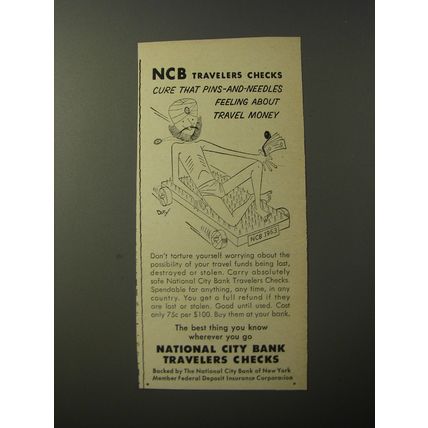 NCB TRAVELERS CHECKS
CURE THAT PINS-AND-NEEDLES
FEELING ABOUT
TRAVEL MONEY
NCB 1953
Don't torture yourself worrying about the
possibility of your travel funds being lost,
destroyed or stolen. Carry absolutely
safe National City Bank Travelers Checks.
Spendable for anything, any time, in any
country. You get a full refund if they
are lost or stolen. Good until used. Cost
only 75c per $100. Buy them at your bank.
The best thing you know
wherever you go
NATIONAL CITY BANK
TRAVELERS CHECKS
Backed by The National City Bank of New York
Member Federal Deposit Insurance Corporation